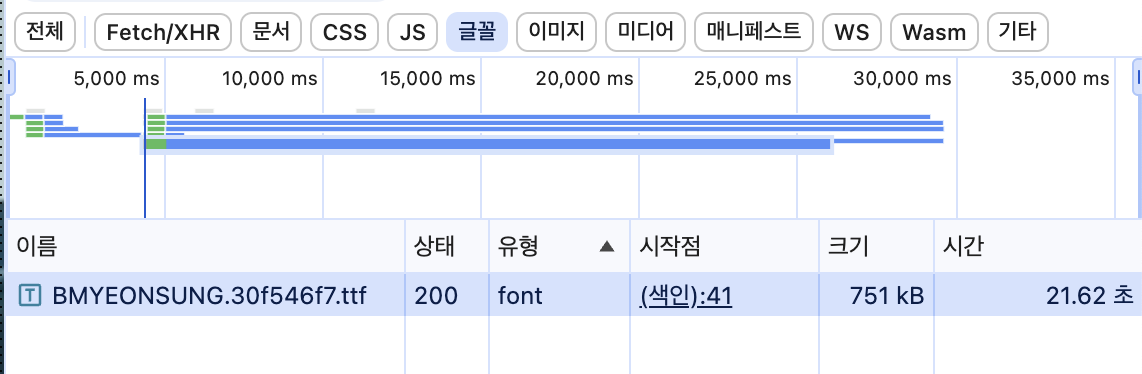 전체 Fetch/XHR 문서 CSS JS 글꼴 이미지 미디어 매니페스트 WS Wasm 기타
5,000 ms 10,000 ms 15,000 ms 20,000 ms 25,000 ms 30,000 ms 35,000 ms
이름 상태 유형 ▲ 시작점 크기 시간
T BMYEONSUNG.30f546f7.ttf 200 font (색인):41 751 kB 21.62 초